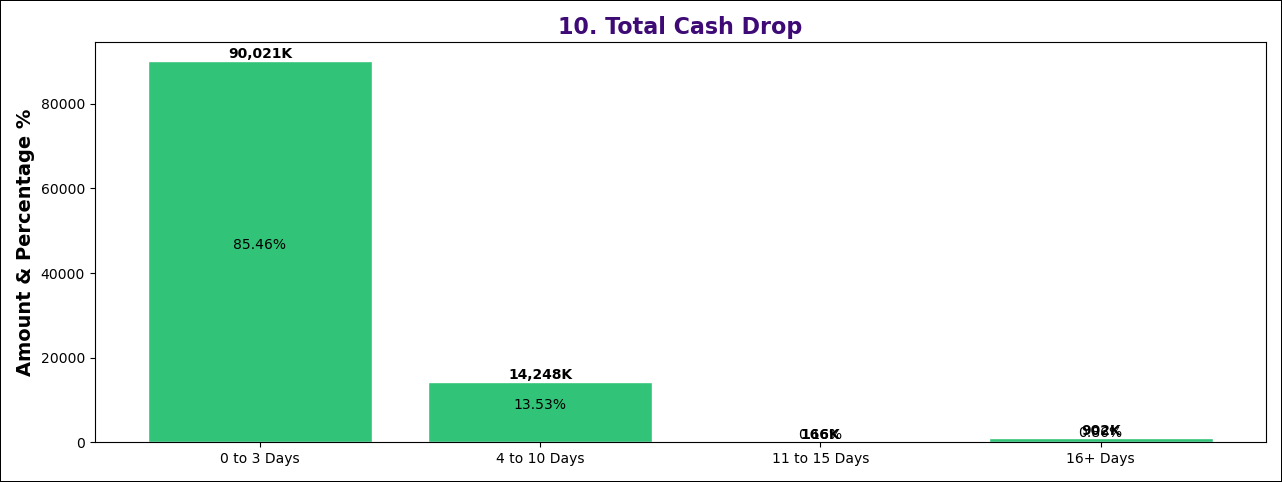 10. Total Cash Drop
Amount & Percentage %
80000
60000
40000
20000
0
90,021K
85.46%
14,248K
13.53%
166K
902K
0 to 3 Days
4 to 10 Days
11 to 15 Days
16+ Days